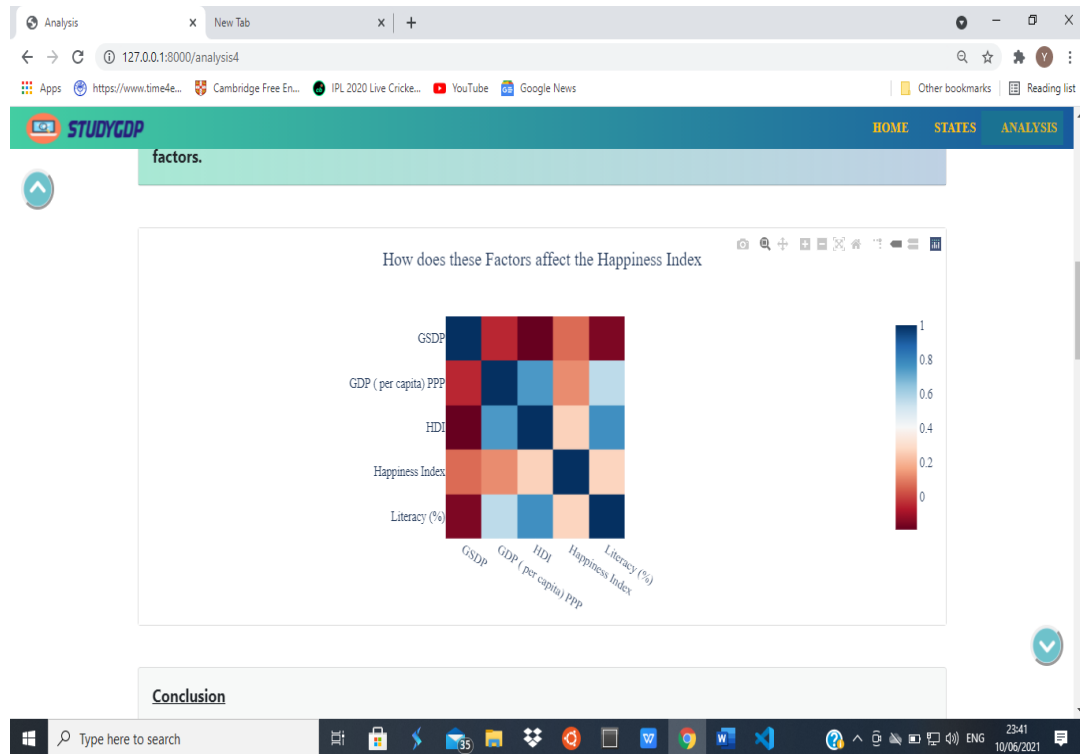 Analysis
New Tab
127.0.0.1:8000/analysis4
Y
Apps https://www.time4e... Cambridge Free En... IPL 2020 Live Cricke... YouTube Google News Other bookmarks Reading list
STUDYGDP HOME STATES ANALYSIS
factors.
How does these Factors affect the Happiness Index
GSDP
GDP ( per capita) PPP
HDI
Happiness Index
Literacy (%)
GSDP
GDP ( per capita) PPP
HDI
Happiness Index
Literacy (%)
1
0.8
0.6
0.4
0.2
0
Conclusion
Type here to search
35
W
W
ENG
23:41
10/06/2021